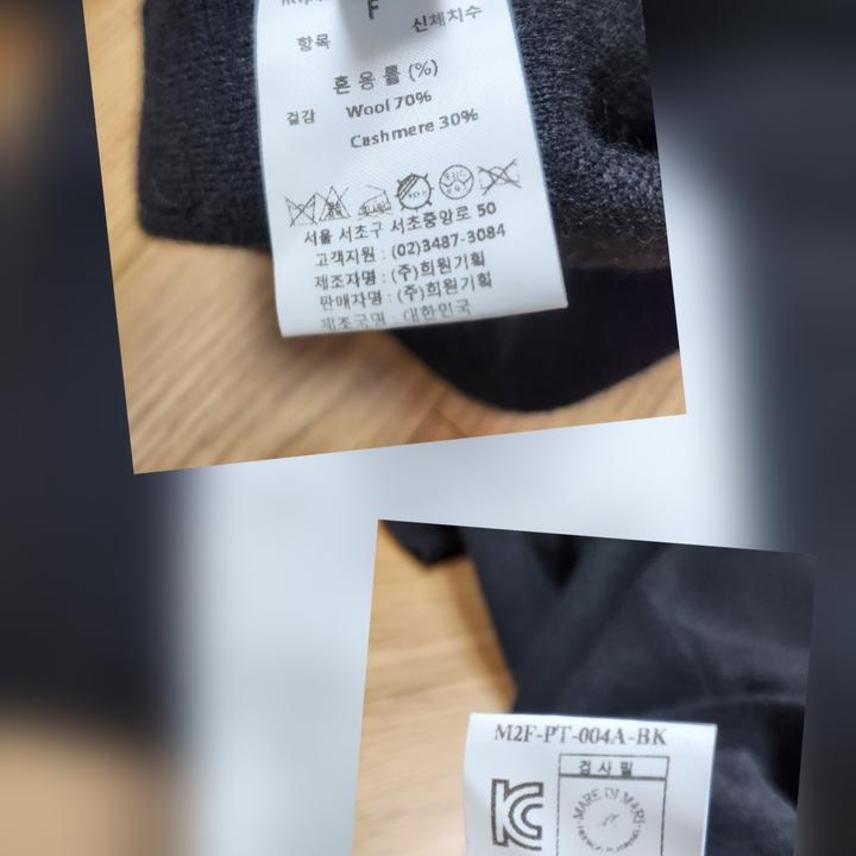 F
신체치수
항목
혼용률 (%)
겉감 Wool 70%
Cashmere 30%
서울 서초구 서초중앙로 50
고객지원 : (02)3487-3084
제조자명 : (주)희원기획
판매자명 : (주)희원기획
제조국명 : 대한민국
M2F-PT-004A-BK
검사필
MARE DI MARI